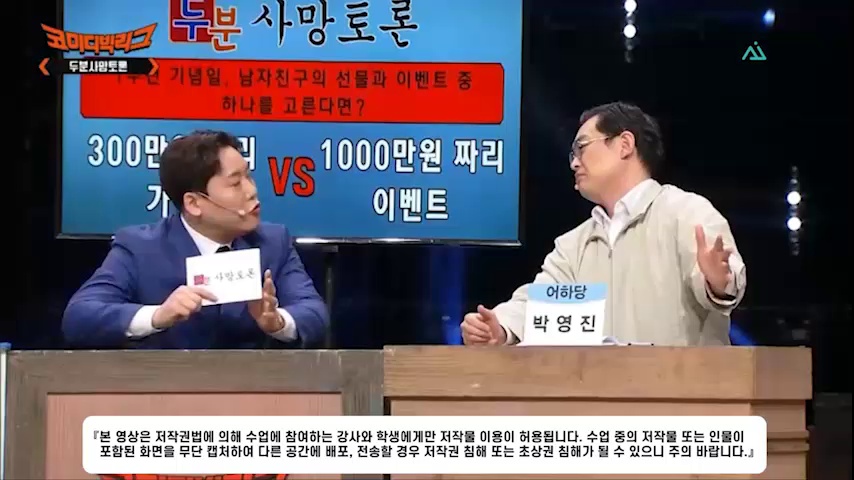 코미디빅리그
두분사망토론
두분 사망토론
1주년 기념일, 남자친구의 선물과 이벤트 중
하나를 고른다면?
300만
VS
1000만원 짜리
이벤트
두분 사망토론
어하당
박영진
『본 영상은 저작권법에 의해 수업에 참여하는 강사와 학생에게만 저작물 이용이 허용됩니다. 수업 중의 저작물 또는 인물이
포함된 화면을 무단 캡처하여 다른 공간에 배포, 전송할 경우 저작권 침해 또는 초상권 침해가 될 수 있으니 주의 바랍니다.』